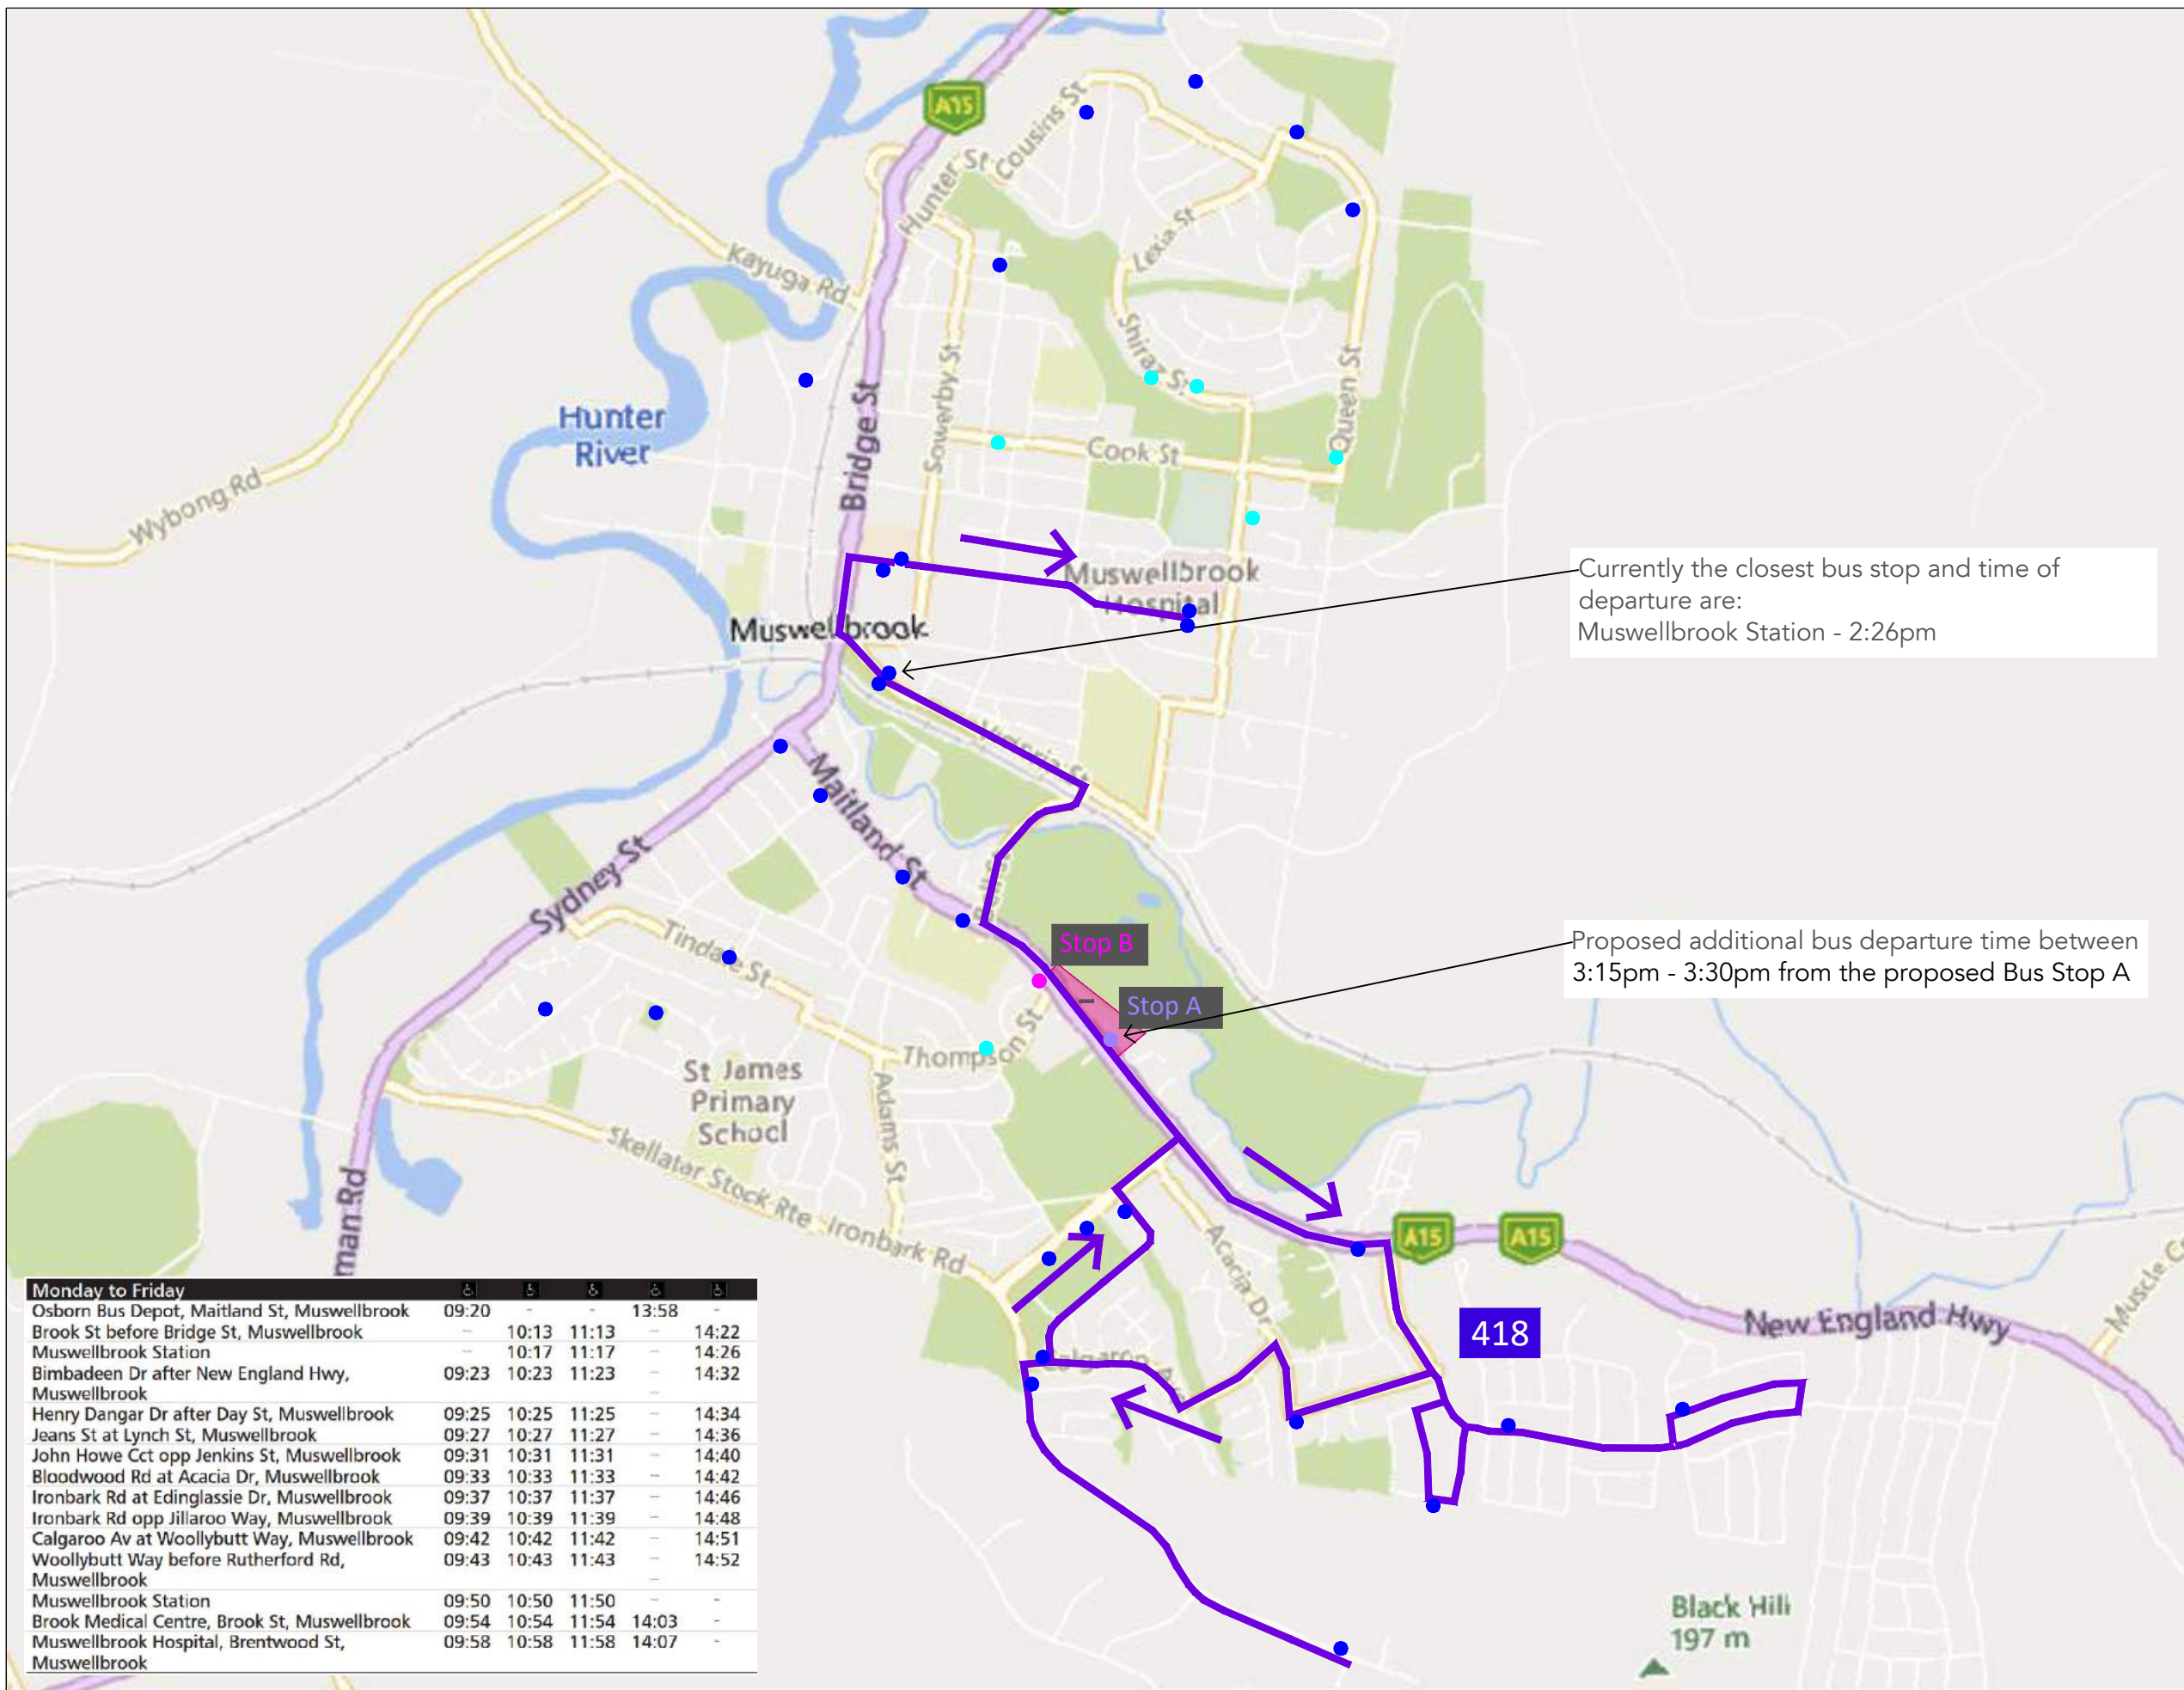 A15
Cousins St
Hunter St
Lexia St
Kayuga Rd
Shiraz St
Queen St
Sowerby St
Bridge St
Hunter
River
Cook St
Wybong Rd
Currently the closest bus stop and time of
departure are:
Muswellbrook Station - 2:26pm
Muswellbrook
Hospital
Muswellbrook
Victoria St
Maitland St
Sydney St
Proposed additional bus departure time between
3:15pm - 3:30pm from the proposed Bus Stop A
Stop B
Stop A
Tindale St
Thompson St
St James
Primary
School
Adams St
Skellatar Stock Rte
Ironbark Rd
man Rd
Acacia Dr
A15
A15
New England Hwy
418
Calgaroo Av
Black Hill
197 m
Monday to Friday
Osborn Bus Depot, Maitland St, Muswellbrook 09:20 - - 13:58 -
Brook St before Bridge St, Muswellbrook – 10:13 11:13 – 14:22
Muswellbrook Station – 10:17 11:17 – 14:26
Bimbadeen Dr after New England Hwy, 09:23 10:23 11:23 – 14:32
Muswellbrook –
Henry Dangar Dr after Day St, Muswellbrook 09:25 10:25 11:25 – 14:34
Jeans St at Lynch St, Muswellbrook 09:27 10:27 11:27 – 14:36
John Howe Cct opp Jenkins St, Muswellbrook 09:31 10:31 11:31 – 14:40
Bloodwood Rd at Acacia Dr, Muswellbrook 09:33 10:33 11:33 – 14:42
Ironbark Rd at Edinglassie Dr, Muswellbrook 09:37 10:37 11:37 – 14:46
Ironbark Rd opp Jillaroo Way, Muswellbrook 09:39 10:39 11:39 – 14:48
Calgaroo Av at Woollybutt Way, Muswellbrook 09:42 10:42 11:42 – 14:51
Woollybutt Way before Rutherford Rd, 09:43 10:43 11:43 – 14:52
Muswellbrook –
Muswellbrook Station 09:50 10:50 11:50 – -
Brook Medical Centre, Brook St, Muswellbrook 09:54 10:54 11:54 14:03 -
Muswellbrook Hospital, Brentwood St, 09:58 10:58 11:58 14:07 -
Muswellbrook